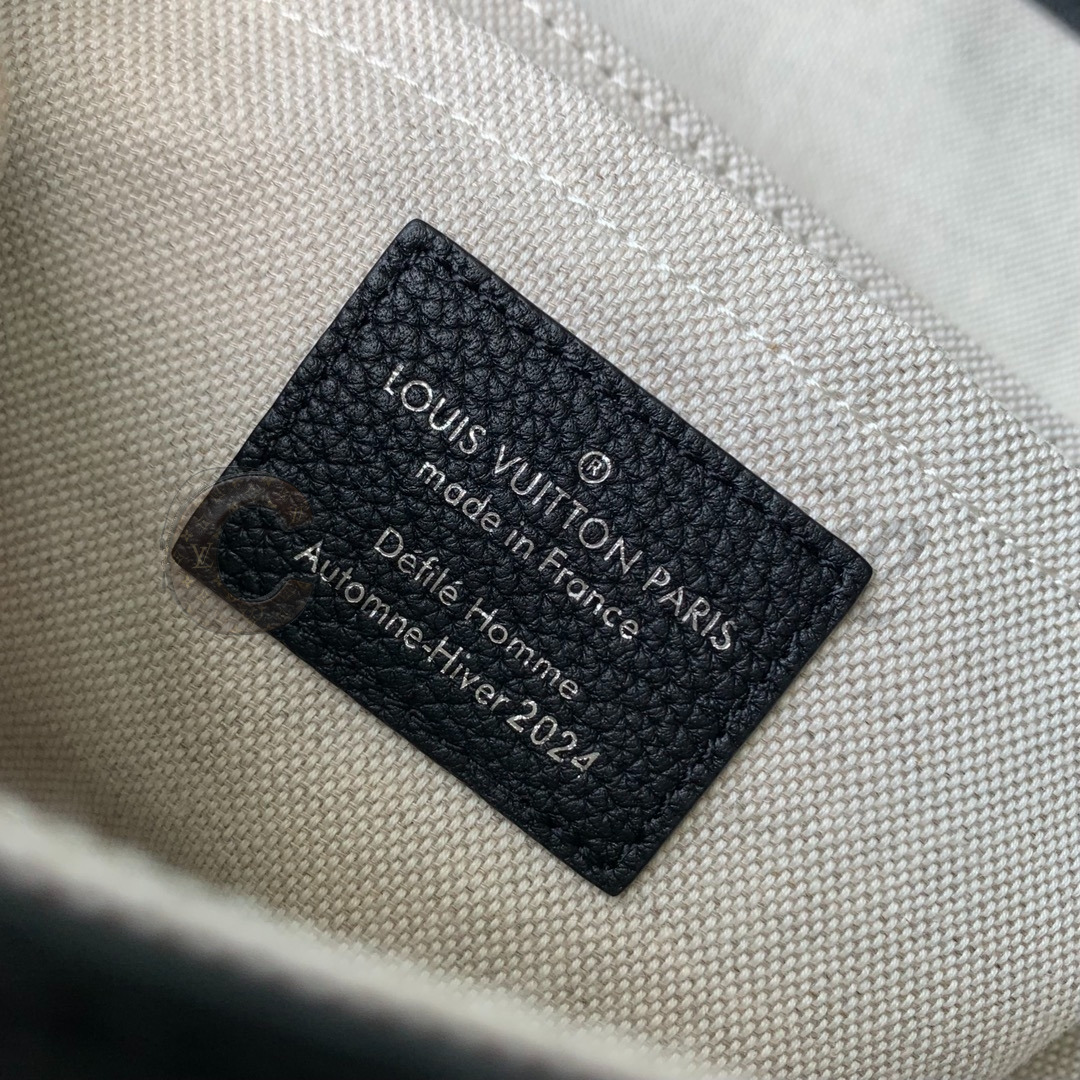 ®
LOUIS VUITTON PARIS
made in France
Défilé Homme
Automne-Hiver 2024